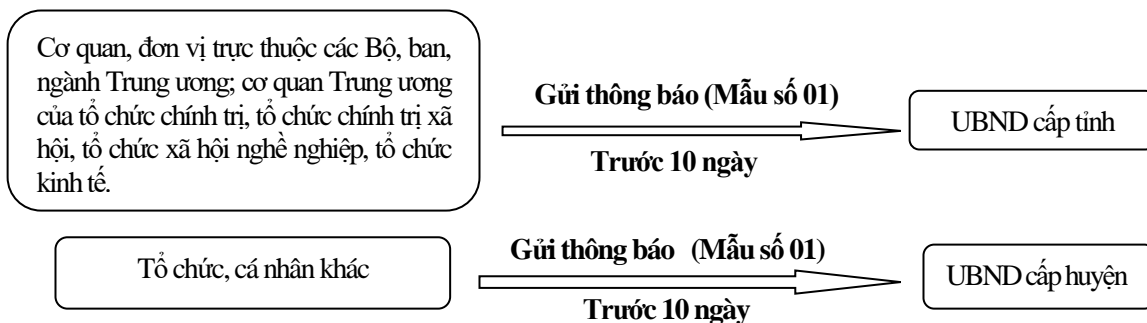 Cơ quan, đơn vị trực thuộc các Bộ, ban,
ngành Trung ương; cơ quan Trung ương
của tổ chức chính trị, tổ chức chính trị xã
hội, tổ chức xã hội nghề nghiệp, tổ chức
kinh tế.
Gửi thông báo (Mẫu số 01)
Trước 10 ngày
UBND cấp tỉnh
Tổ chức, cá nhân khác
Gửi thông báo (Mẫu số 01)
Trước 10 ngày
UBND cấp huyện